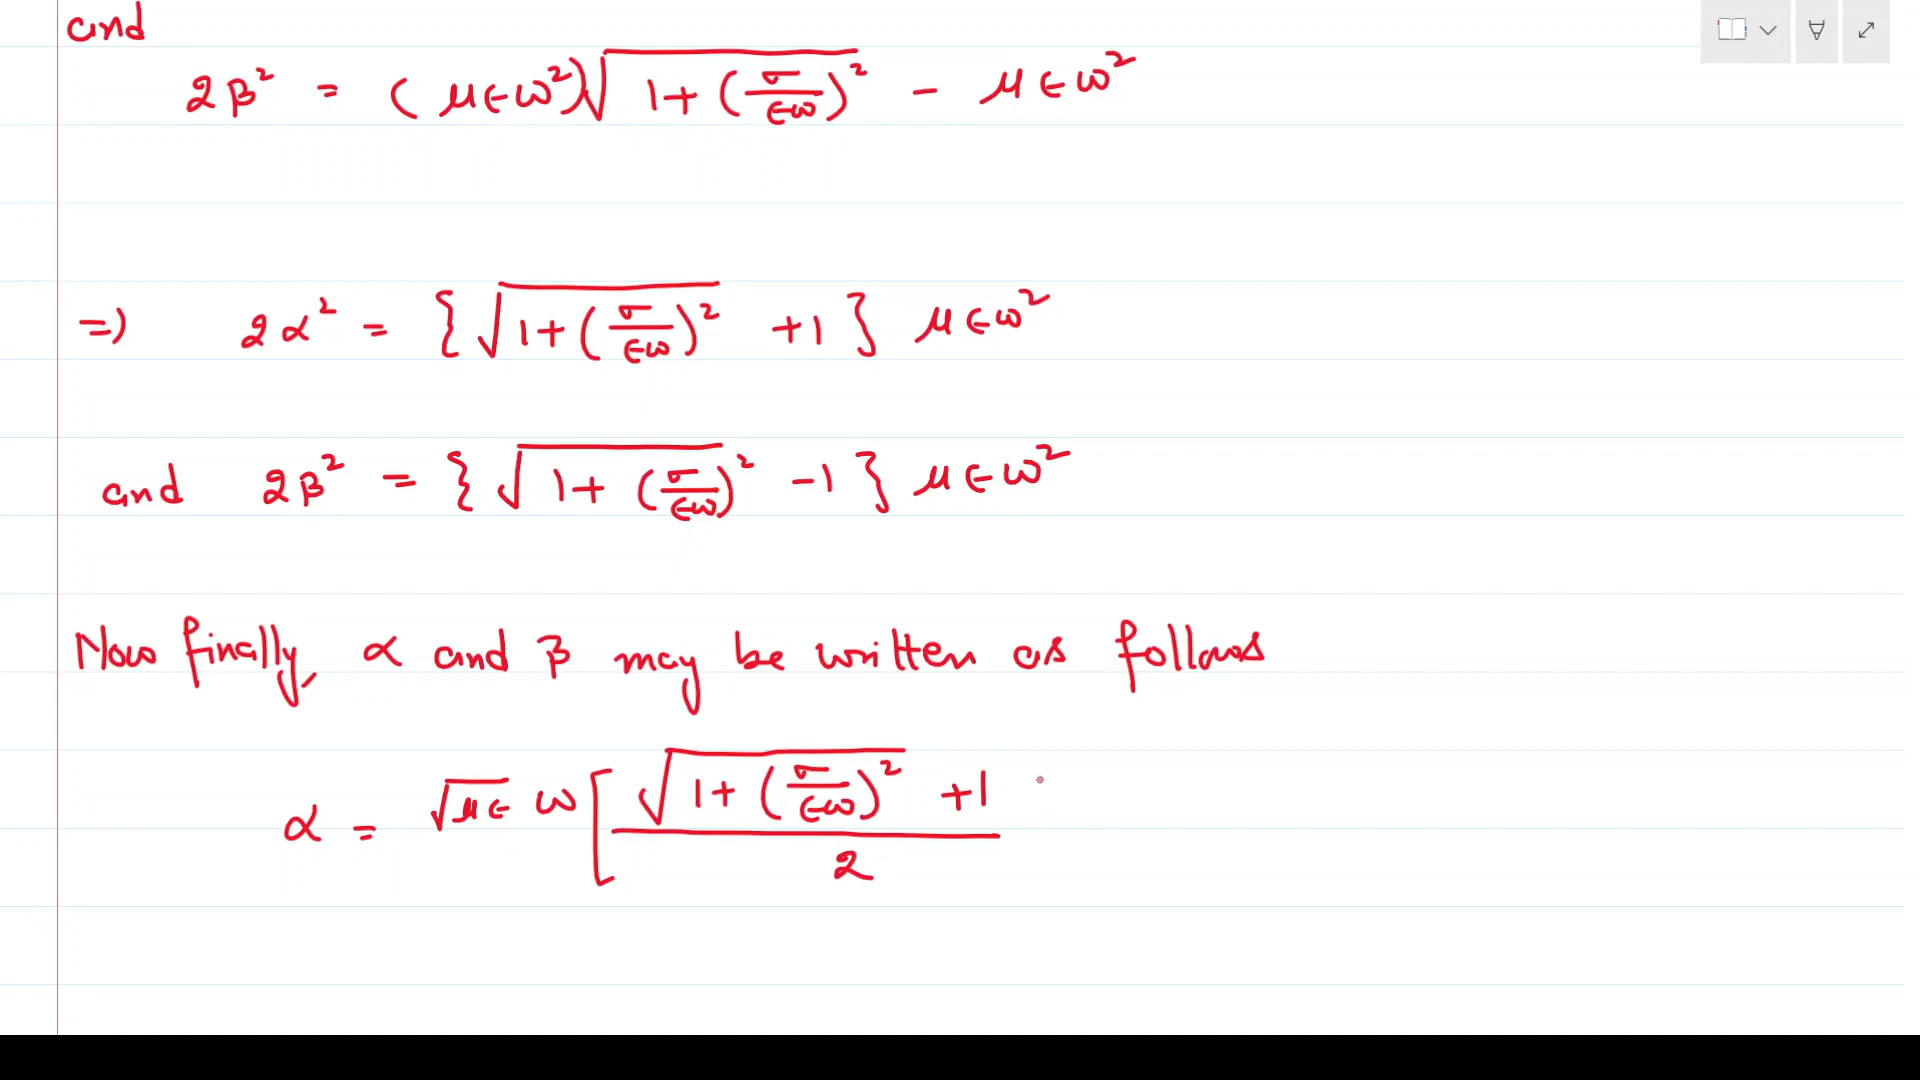 and
2β² = (μϵω²)√(1+(σ/ϵω)²) - μϵω²
=) 2α² = {√(1+(σ/ϵω)²) +1} μϵω²
and 2β² = {√(1+(σ/ϵω)²) -1} μϵω²
Now finally, α and β may be written as follows
α = √μϵ ω [(√(1+(σ/ϵω)²) +1)/2